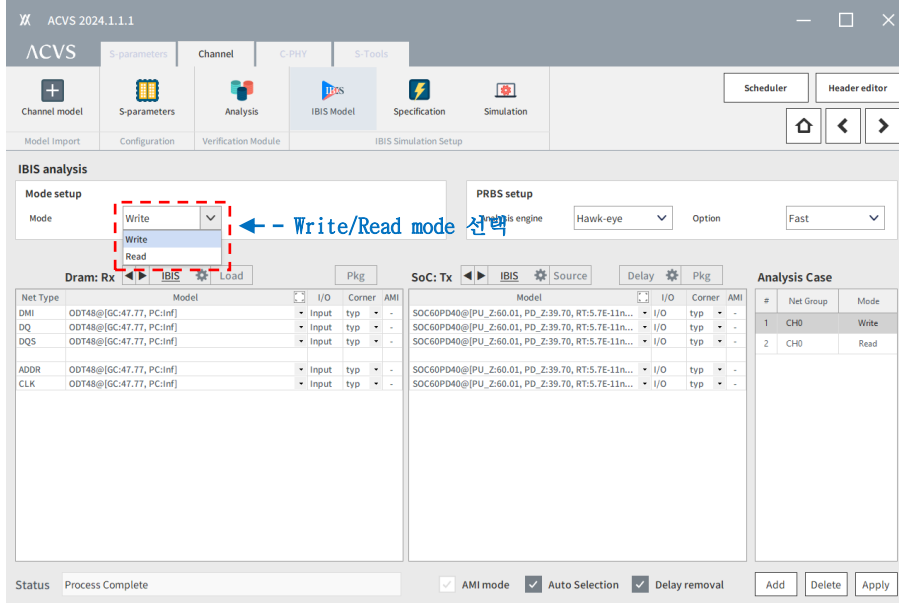 ACVS 2024.1.1.1
ACVS S-parameters Channel C-PHY S-Tools
Channel model S-parameters Analysis IBIS Model Specification Simulation Scheduler Header editor
Model Import Configuration Verification Module IBIS Simulation Setup
IBIS analysis
Mode setup PRBS setup
Mode Write Analysis engine Hawk-eye Option Fast
Write/Read mode 선택
Write
Read
Dram: Rx IBIS Load Pkg SoC: Tx IBIS Source Delay Pkg Analysis Case
Net Type Model I/O Corner AMI Model I/O Corner AMI # Net Group Mode
DMI ODT48@[GC:47.77, PC:Inf] Input typ - SOC60PD40@[PU_Z:60.01, PD_Z:39.70, RT:5.7E-11n... I/O typ - 1 CH0 Write
DQ ODT48@[GC:47.77, PC:Inf] Input typ - SOC60PD40@[PU_Z:60.01, PD_Z:39.70, RT:5.7E-11n... I/O typ -
DQS ODT48@[GC:47.77, PC:Inf] Input typ - SOC60PD40@[PU_Z:60.01, PD_Z:39.70, RT:5.7E-11n... I/O typ - 2 CH0 Read
ADDR ODT48@[GC:47.77, PC:Inf] Input typ - SOC60PD40@[PU_Z:60.01, PD_Z:39.70, RT:5.7E-11n... I/O typ -
CLK ODT48@[GC:47.77, PC:Inf] Input typ - SOC60PD40@[PU_Z:60.01, PD_Z:39.70, RT:5.7E-11n... I/O typ -
Status Process Complete AMI mode Auto Selection Delay removal Add Delete Apply